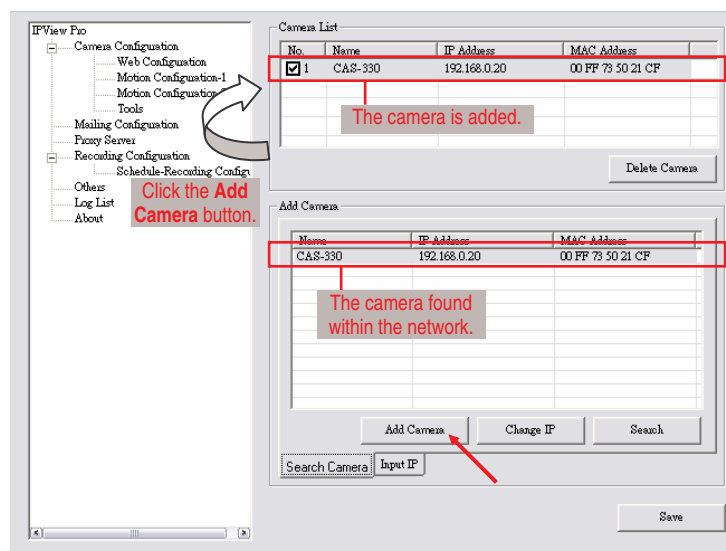 IPView Pro
Camera Configuration
Web Configuration
Motion Configuration-1
Motion Configuration-
Tools
Mailing Configuration
Proxy Server
Recording Configuration
Schedule-Recording Config
Others
Log List
About
Click the Add
Camera button.
Camera List
No. Name IP Address MAC Address
1 CAS-330 192.168.0.20 00 FF 73 50 21 CF
The camera is added.
Delete Camera
Add Camera
Name IP Address MAC Address
CAS-330 192.168.0.20 00 FF 73 50 21 CF
The camera found
within the network.
Add Camera Change IP Search
Search Camera Input IP
Save